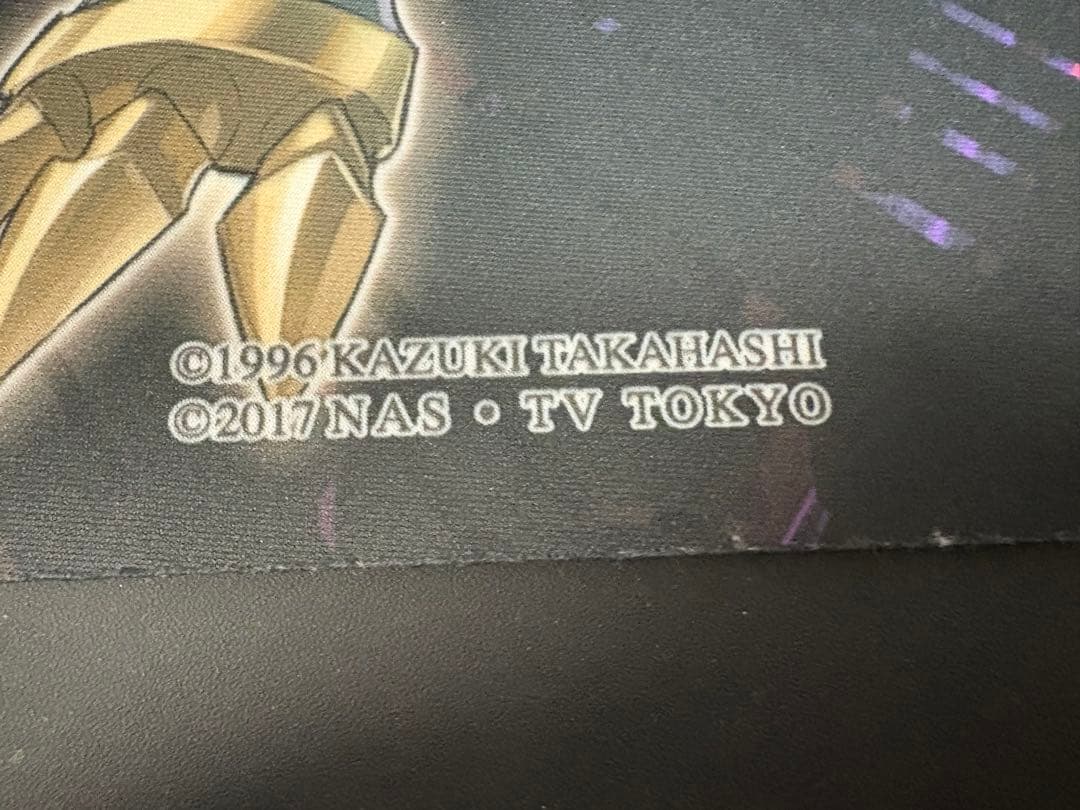 ©1996 KAZUKI TAKAHASHI
©2017 NAS・TV TOKYO